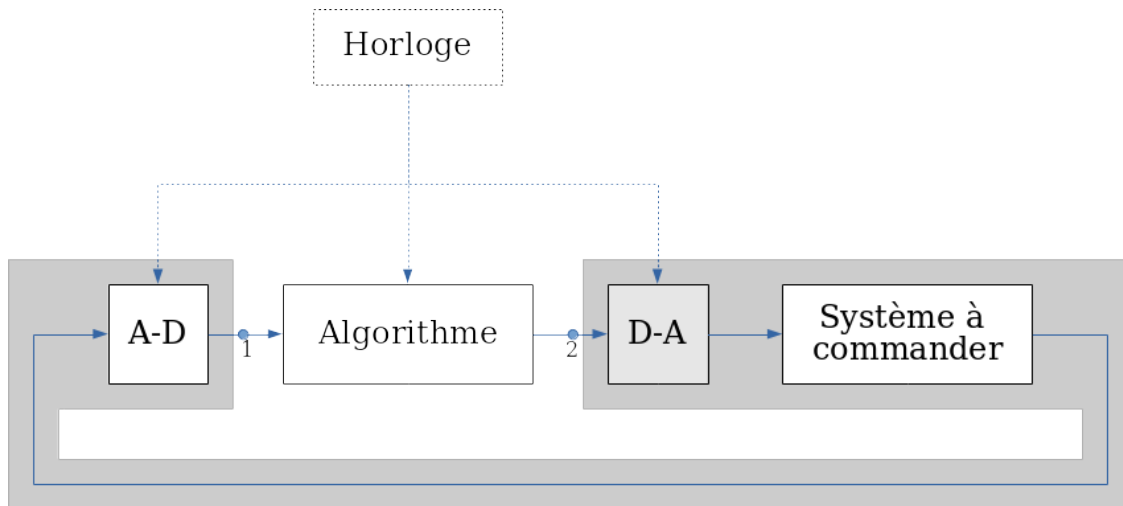 Horloge
A-D
1
Algorithme
2
D-A
Système à
commander